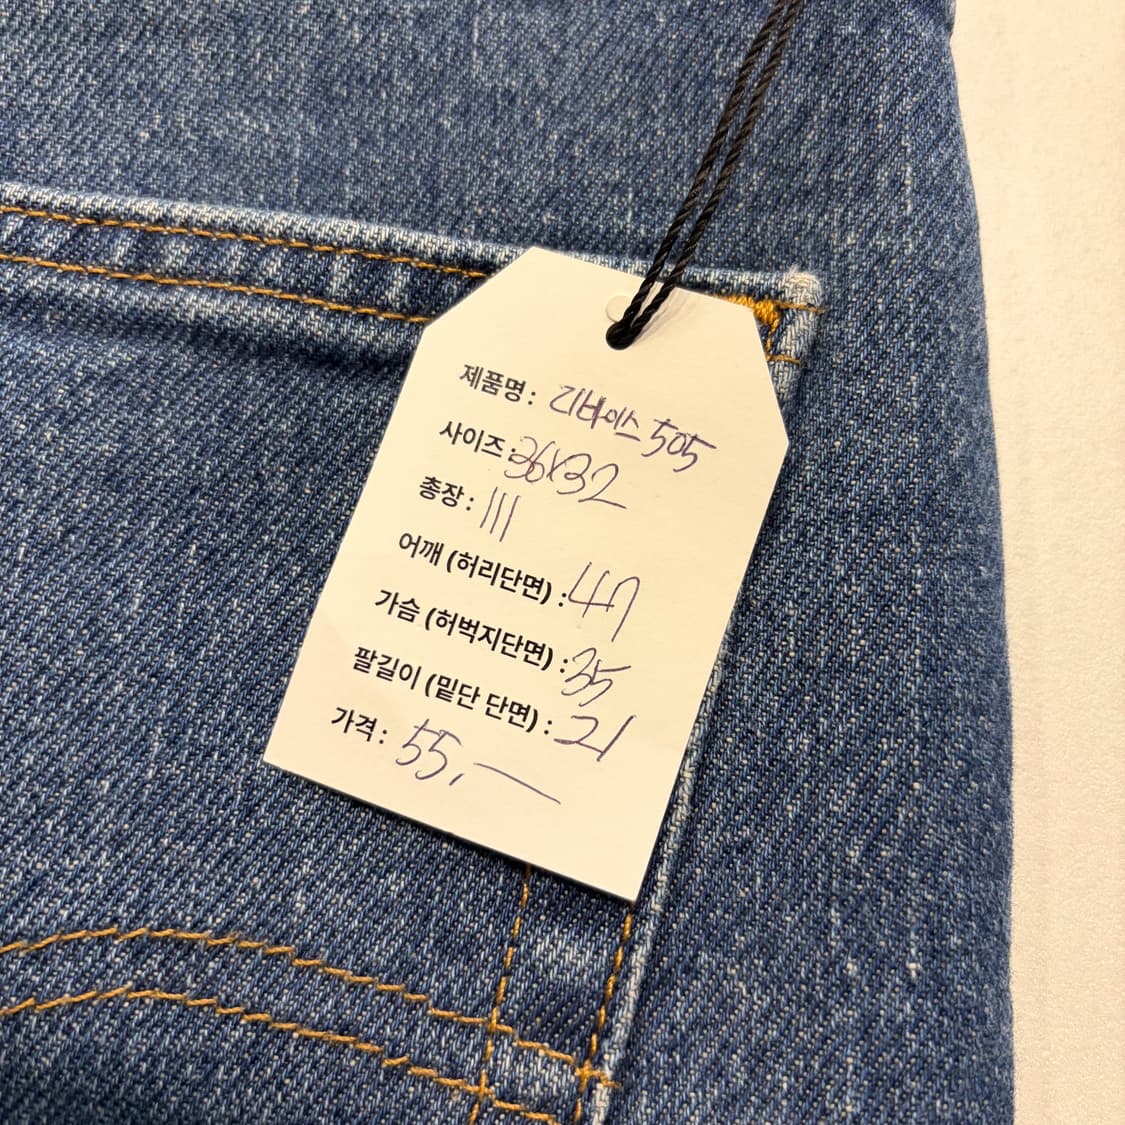 제품명: 리바이스 505
사이즈: 36x32
총장: 111
어깨 (허리단면) : 47
가슴 (허벅지단면) : 35
팔길이 (밑단 단면) : 21
가격: 55,—